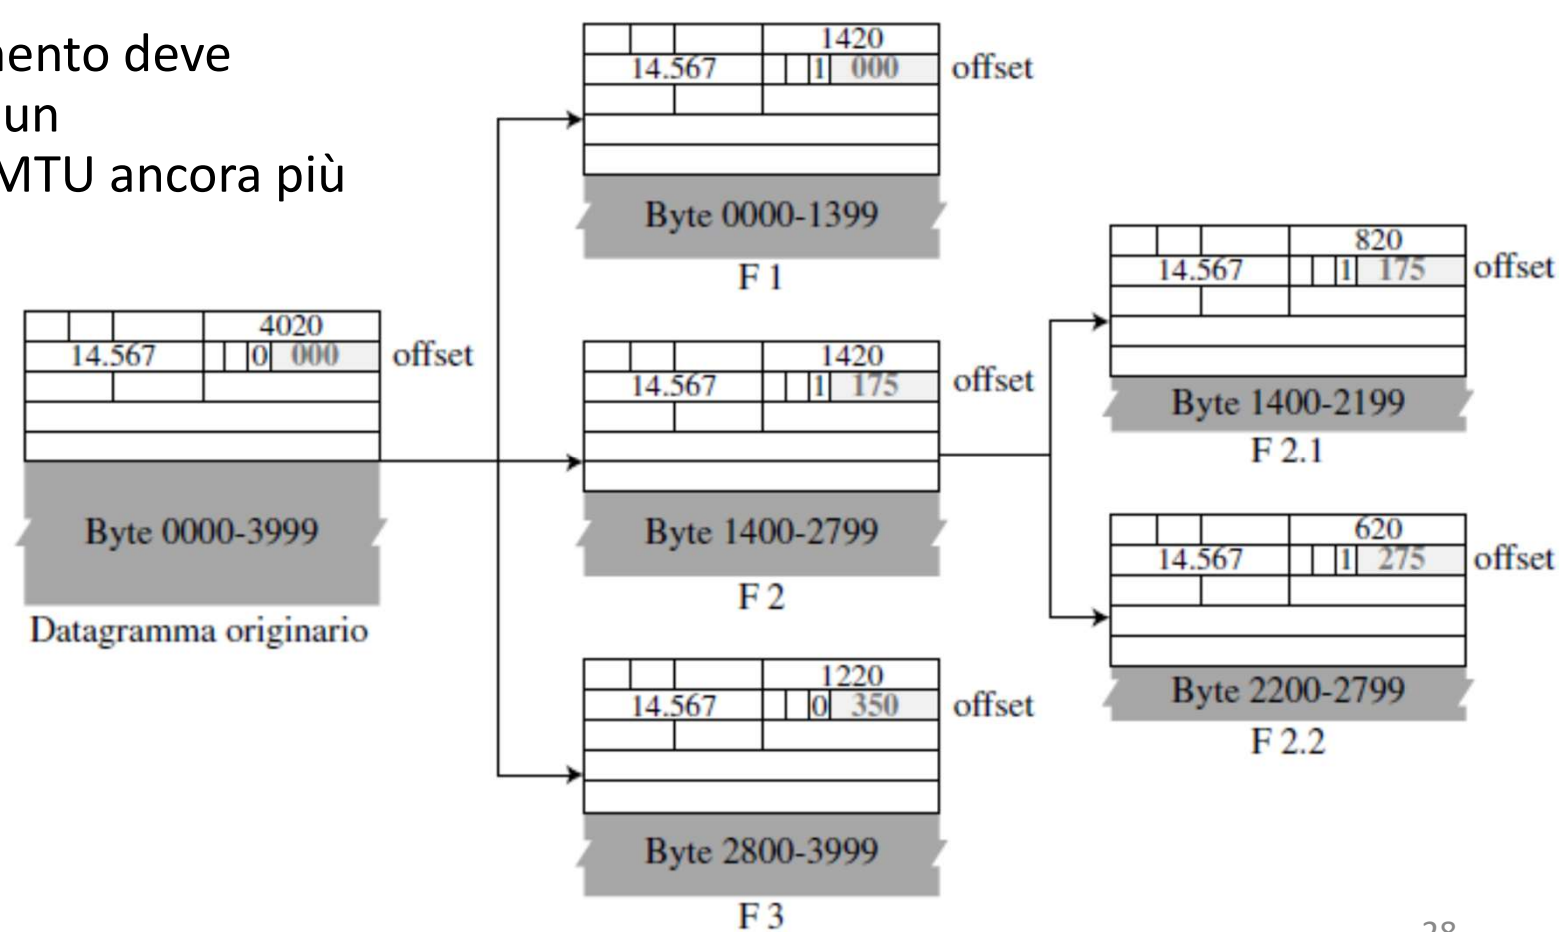 mento deve
un
MTU ancora più
4020
14.567 0 000 offset
Byte 0000-3999
Datagramma originario
1420
14.567 1 000 offset
Byte 0000-1399
F 1
1420
14.567 1 175 offset
Byte 1400-2799
F 2
1220
14.567 0 350 offset
Byte 2800-3999
F 3
820
14.567 1 175 offset
Byte 1400-2199
F 2.1
620
14.567 1 275 offset
Byte 2200-2799
F 2.2
28